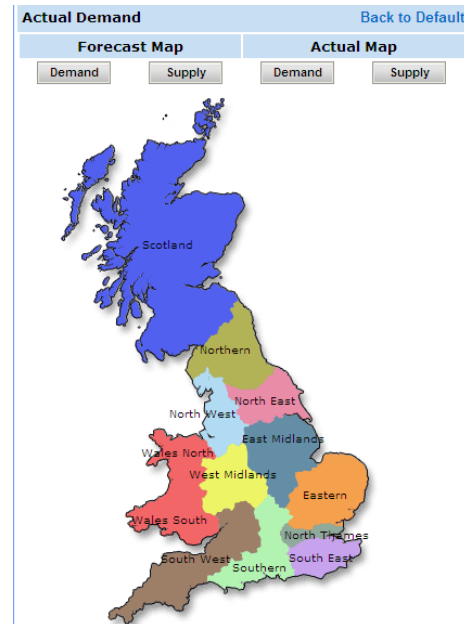 Actual Demand Back to Default
Forecast Map Actual Map
Demand Supply Demand Supply
Scotland
Northern
North East
North West
East Midlands
Wales North
West Midlands
Eastern
Wales South
North Thames
South West South East
Southern